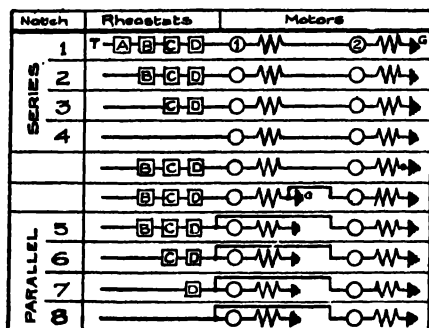 Notch Rheostats Motors
SERIES
1 T A B C D 1 2 G
2 B C D
3 C D
4
B C D
B C D G
PARALLEL
5 B C D
6 C D
7 D
8